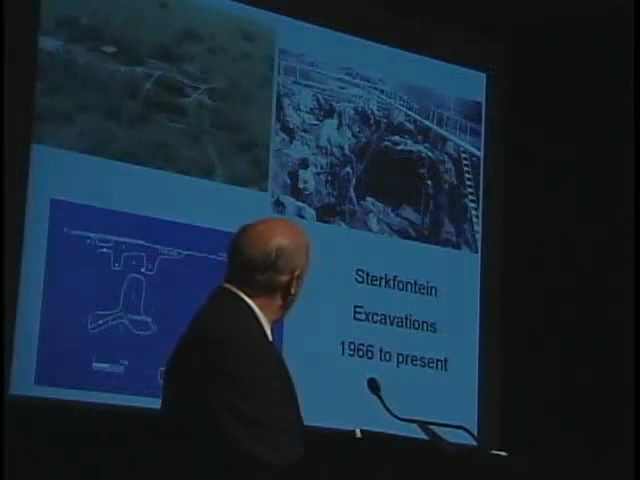 Sterkfontein
Excavations
1966 to present